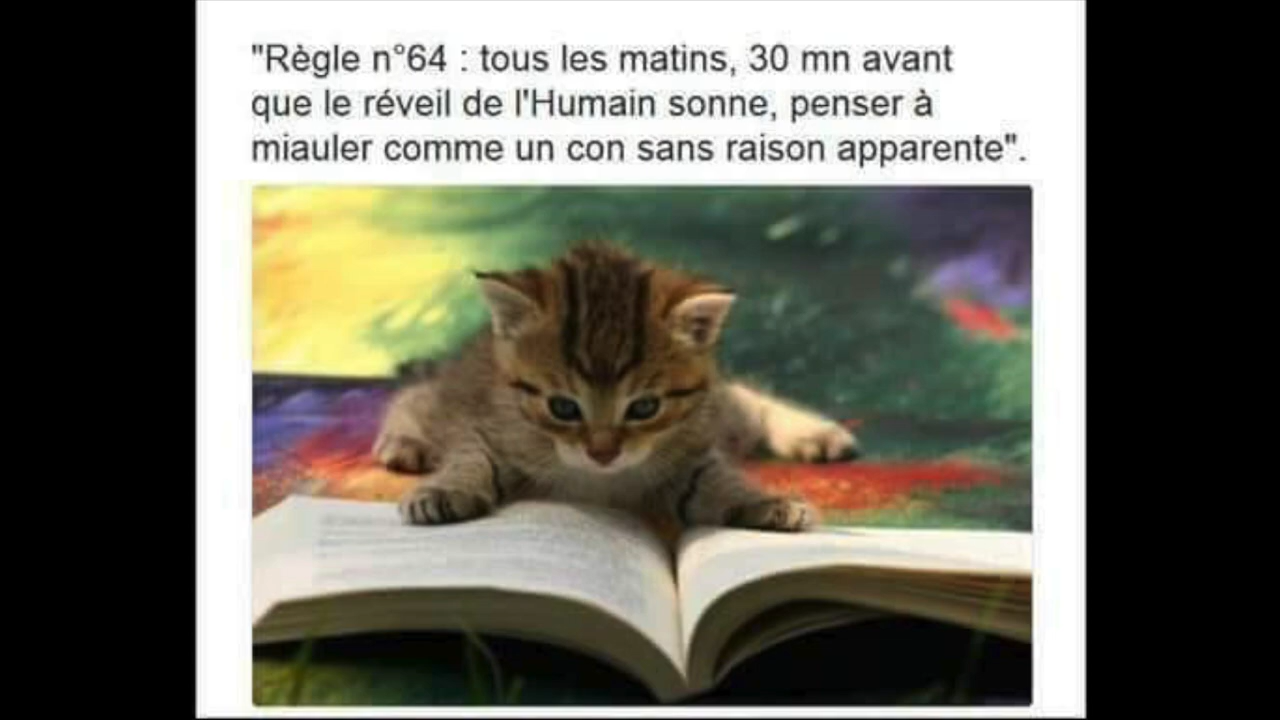 "Règle n°64 : tous les matins, 30 mn avant
que le réveil de l'Humain sonne, penser à
miauler comme un con sans raison apparente".